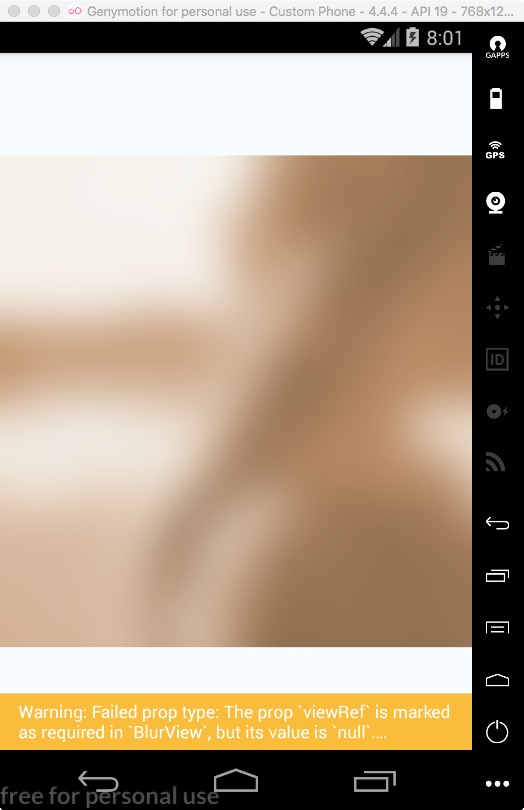 Genymotion for personal use - Custom Phone - 4.4.4 - API 19 - 768x12...
8:01
GAPPS
GPS
ID
Warning: Failed prop type: The prop `viewRef` is marked
as required in `BlurView`, but its value is `null`....
free for personal use